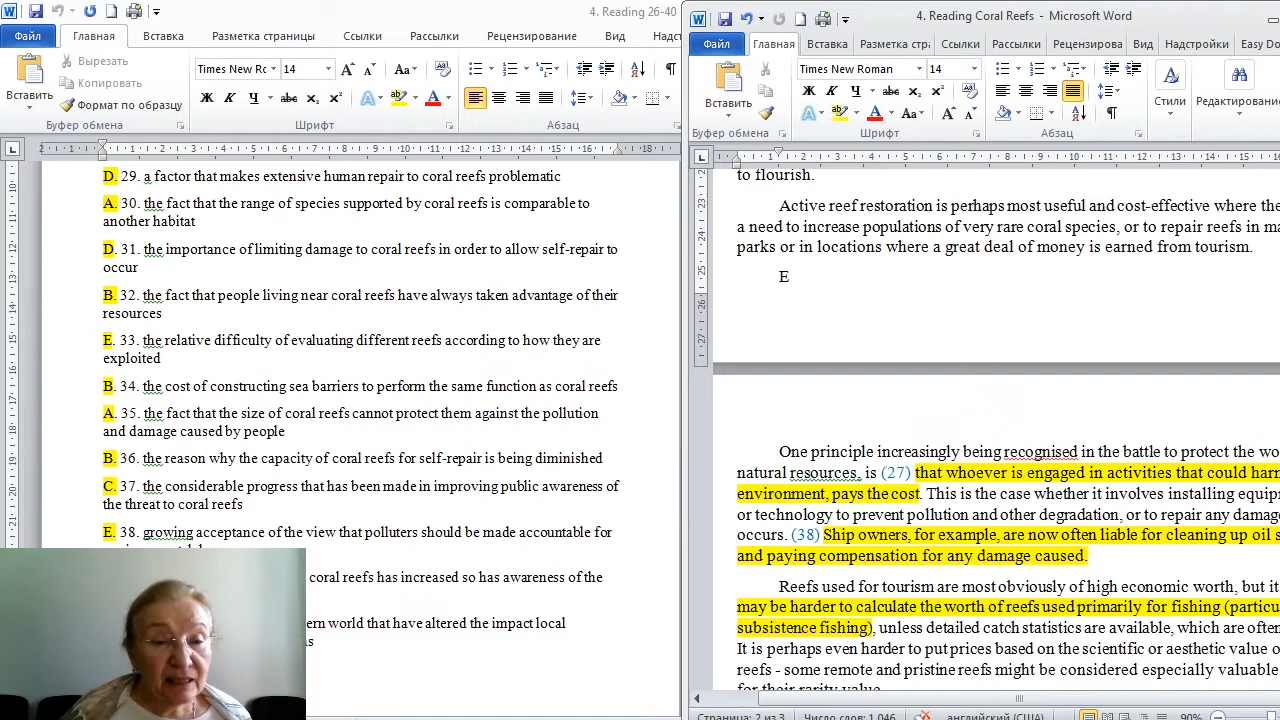 4. Reading 26-40
Файл Главная Вставка Разметка страницы Ссылки Рассылки Рецензирование Вид Надст
Вставить
Вырезать
Копировать
Формат по образцу
Буфер обмена
Times New Rc 14
Шрифт
Абзац
D. 29. a factor that makes extensive human repair to coral reefs problematic
A. 30. the fact that the range of species supported by coral reefs is comparable to
another habitat
D. 31. the importance of limiting damage to coral reefs in order to allow self-repair to
occur
B. 32. the fact that people living near coral reefs have always taken advantage of their
resources
E. 33. the relative difficulty of evaluating different reefs according to how they are
exploited
B. 34. the cost of constructing sea barriers to perform the same function as coral reefs
A. 35. the fact that the size of coral reefs cannot protect them against the pollution
and damage caused by people
B. 36. the reason why the capacity of coral reefs for self-repair is being diminished
C. 37. the considerable progress that has been made in improving public awareness of
the threat to coral reefs
E. 38. growing acceptance of the view that polluters should be made accountable for
coral reefs has increased so has awareness of the
ern world that have altered the impact local
s
4. Reading Coral Reefs - Microsoft Word
Файл Главная Вставка Разметка стра Ссылки Рассылки Рецензирова Вид Надстройки Easy Do
Вставить
Times New Roman 14
Стили
Редактирование
Буфер обмена
Шрифт
Абзац
to flourish.
Active reef restoration is perhaps most useful and cost-effective where the
a need to increase populations of very rare coral species, or to repair reefs in ma
parks or in locations where a great deal of money is earned from tourism.
E
One principle increasingly being recognised in the battle to protect the wo
natural resources, is (27) that whoever is engaged in activities that could harm
environment, pays the cost. This is the case whether it involves installing equip
or technology to prevent pollution and other degradation, or to repair any damag
occurs. (38) Ship owners, for example, are now often liable for cleaning up oil s
and paying compensation for any damage caused.
Reefs used for tourism are most obviously of high economic worth, but it
may be harder to calculate the worth of reefs used primarily for fishing (particu
subsistence fishing), unless detailed catch statistics are available, which are often
It is perhaps even harder to put prices based on the scientific or aesthetic value o
reefs - some remote and pristine reefs might be considered especially valuable
for their rarity value
Страница: 2 из 3 Число слов: 1 046 английский (США) 90%